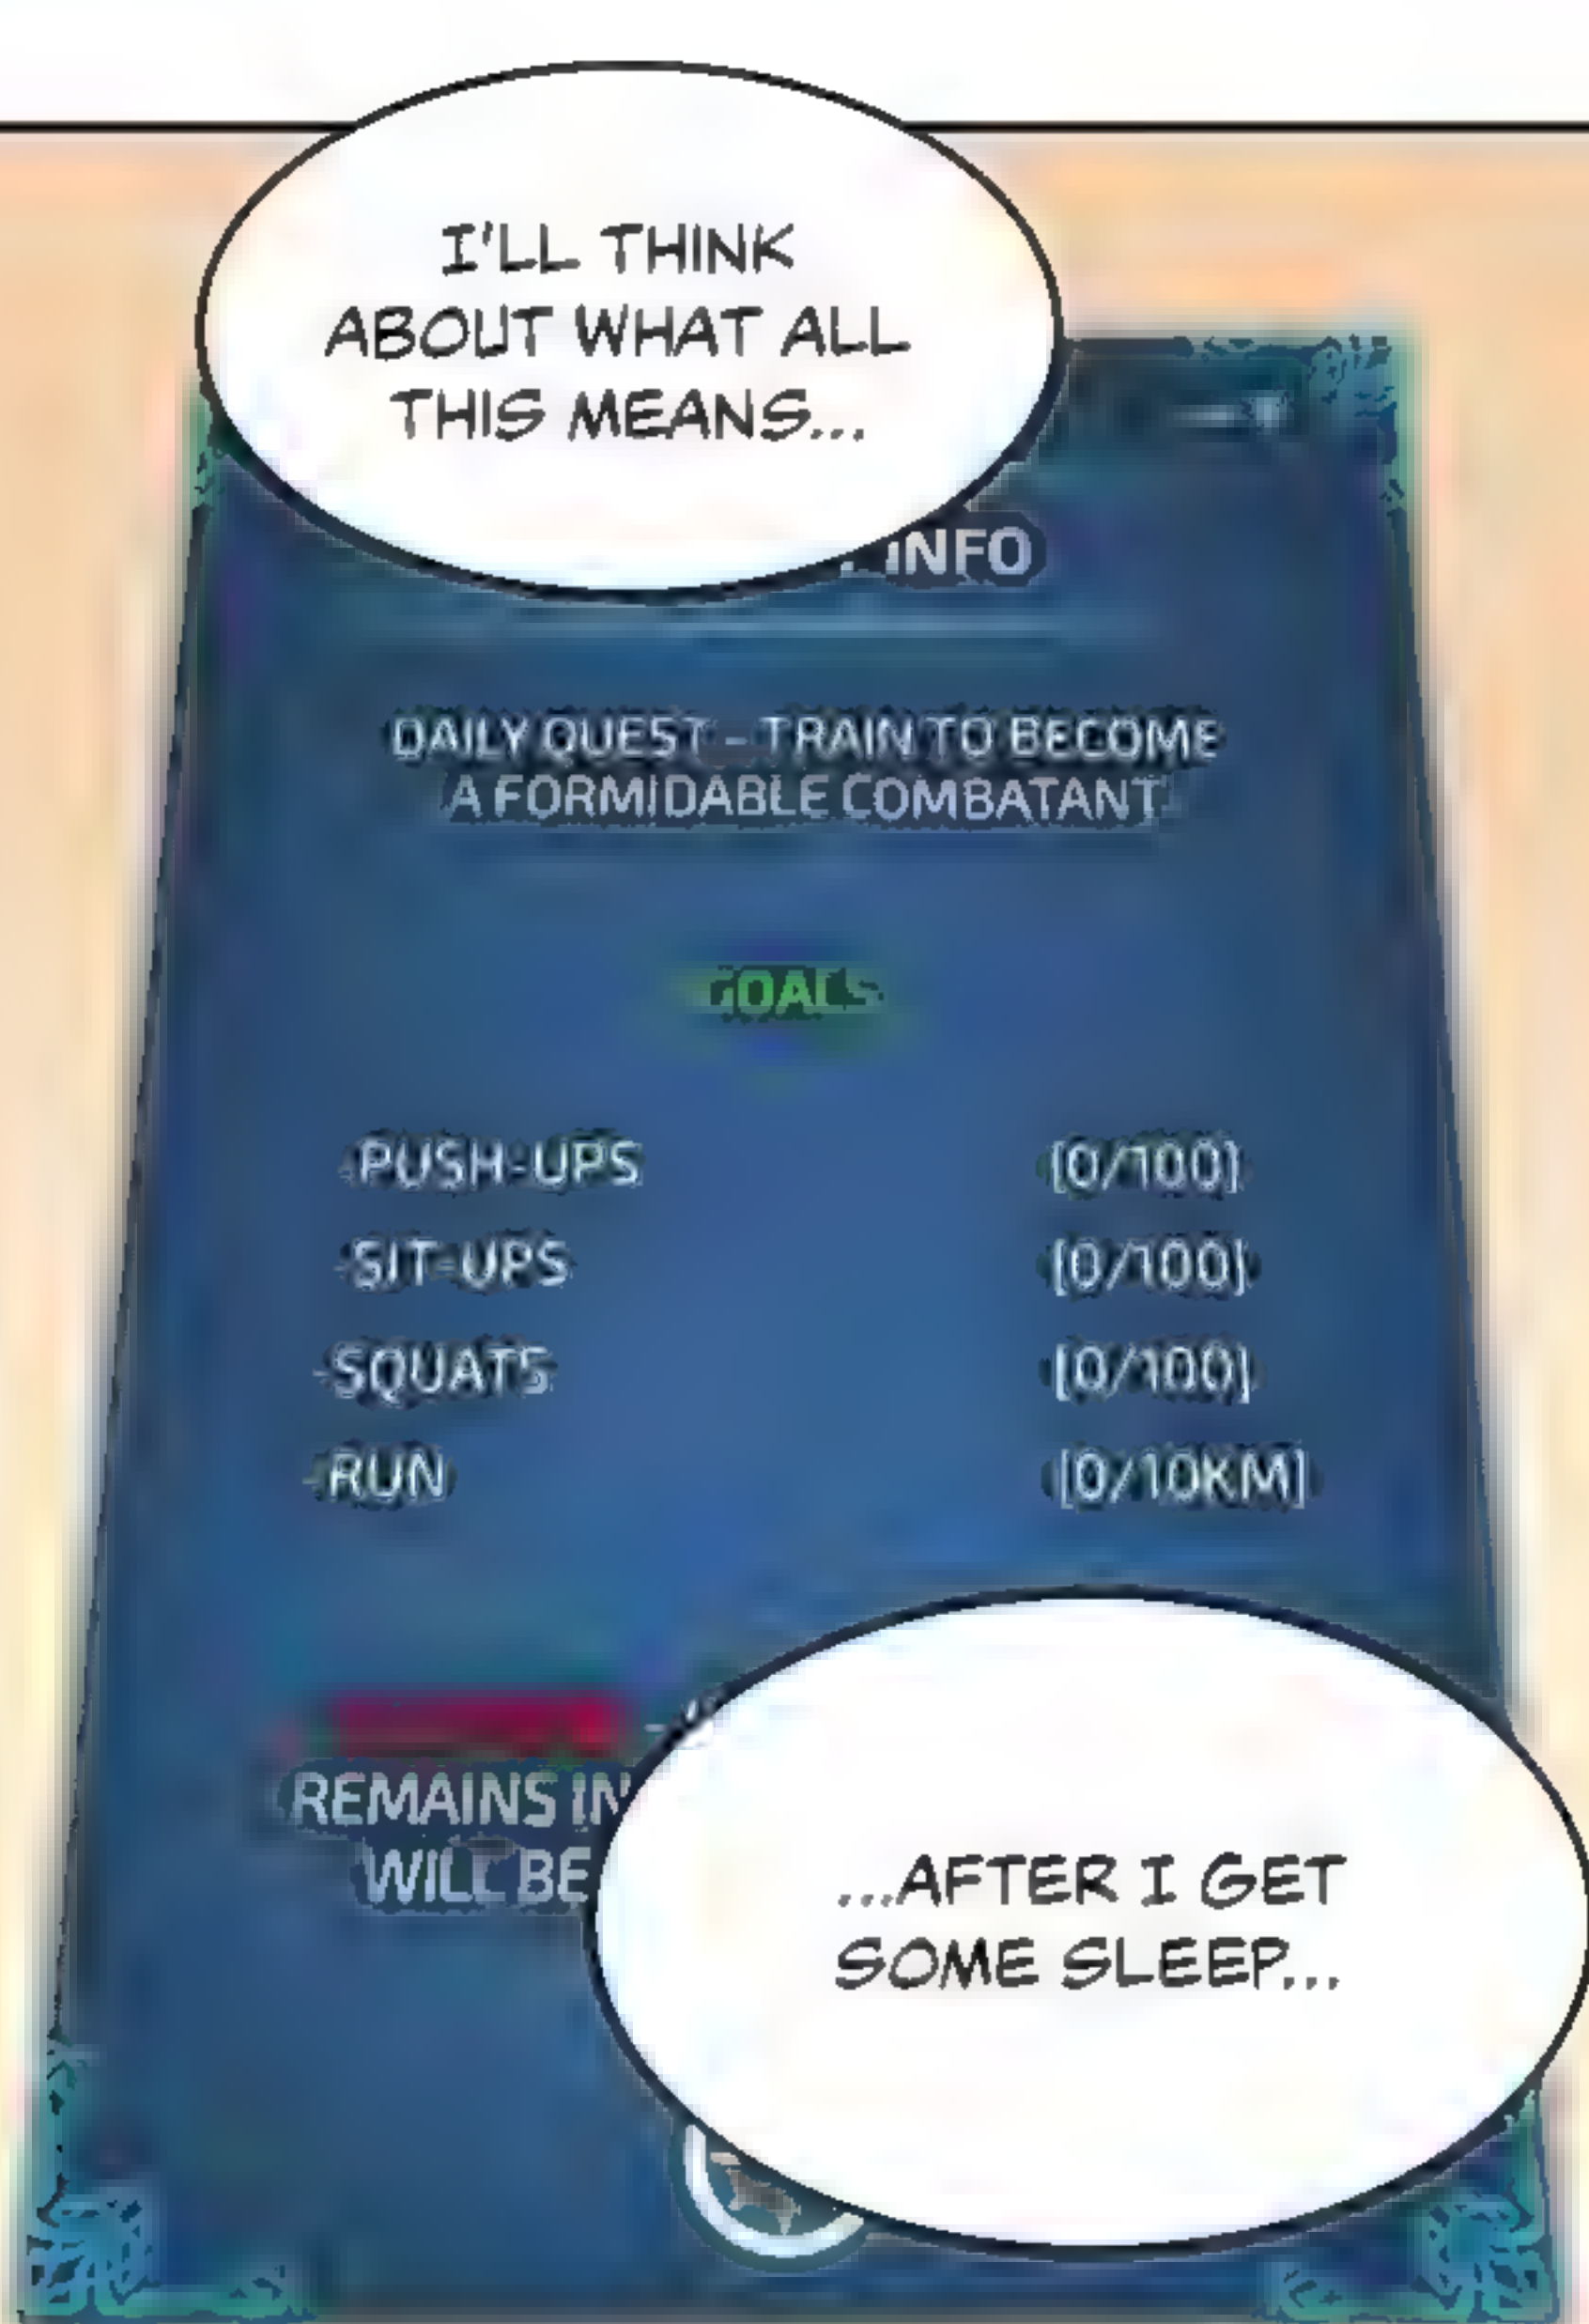 I'LL THINK
ABOUT WHAT ALL
THIS MEANS...
INFO
DAILY QUEST - TRAIN TO BECOME
A FORMIDABLE COMBATANT
GOALS
-PUSH-UPS [0/100]
-SIT-UPS [0/100]
-SQUATS [0/100]
-RUN [0/10KM]
REMAINS IN
WILL BE
...AFTER I GET
SOME SLEEP...